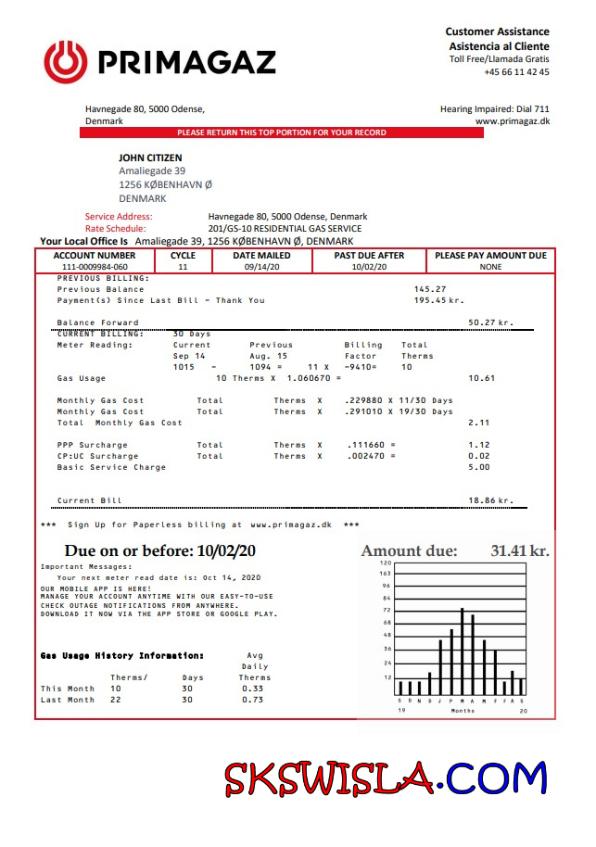 PRIMAGAZ
Customer Assistance
Asistencia al Cliente
Toll Free/Llamada Gratis
+45 66 11 42 45
Havnegade 80, 5000 Odense,
Denmark
Hearing Impaired: Dial 711
www.primagaz.dk
PLEASE RETURN THIS TOP PORTION FOR YOUR RECORD
JOHN CITIZEN
Amaliegade 39
1256 KØBENHAVN Ø
DENMARK
Service Address: Havnegade 80, 5000 Odense, Denmark
Rate Schedule: 201/G5-10 RESIDENTIAL GAS SERVICE
Your Local Office Is Amaliegade 39, 1256 KØBENHAVN Ø, DENMARK
ACCOUNT NUMBER CYCLE DATE MAILED PAST DUE AFTER PLEASE PAY AMOUNT DUE
111-0009984-060 11 09/14/20 10/02/20 NONE
PREVIOUS BILLING:
Previous Balance 145.27
Payment(s) Since Last Bill - Thank You 195.45 kr.
Balance Forward 50.27 kr.
CURRENT BILLING: 30 Days
Meter Reading: Current Previous Billing Total
Sep 14 Aug. 15 Factor Therms
1015 - 1094 = 11 X -9410= 10
Gas Usage 10 Therms X 1.060670 = 10.61
Monthly Gas Cost Total Therms X .229880 X 11/30 Days
Monthly Gas Cost Total Therms X .291010 X 19/30 Days
Total Monthly Gas Cost 2.11
PPP Surcharge Total Therms X .111660 = 1.12
CP:UC Surcharge Total Therms X .002470 = 0.02
Basic Service Charge 5.00
Current Bill 18.86 kr.
*** Sign Up for Paperless billing at www.primagaz.dk ***
Due on or before: 10/02/20 Amount due: 31.41 kr.
Important Messages:
Your next meter read date is: Oct 14, 2020
OUR MOBILE APP IS HERE!
MANAGE YOUR ACCOUNT ANYTIME WITH OUR EASY-TO-USE
CHECK OUTAGE NOTIFICATIONS FROM ANYWHERE.
DOWNLOAD IT NOW VIA THE APP STORE OR GOOGLE PLAY.
Gas Usage History Information: Avg
Daily
Therms/ Days Therms
This Month 10 30 0.33
Last Month 22 30 0.73
120
163
96
84
72
68
48
36
24
12
S O N D J F M A M J J A S
19 Months 20
SKSWISLA.COM